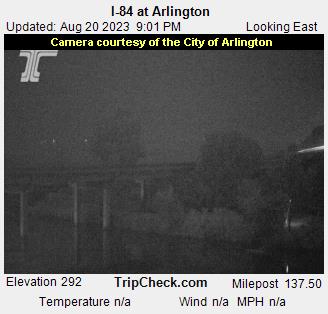 I-84 at Arlington
Updated: Aug 20 2023 9:01 PM Looking East
Camera courtesy of the City of Arlington
Elevation 292 TripCheck.com Milepost 137.50
Temperature n/a Wind n/a MPH n/a